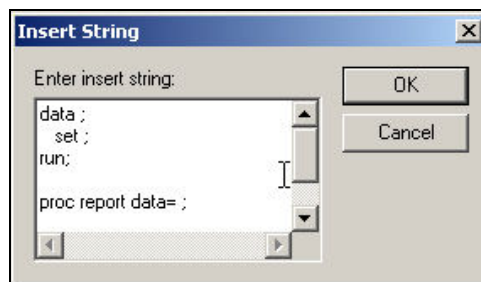 Insert String
Enter insert string:
OK
Cancel
data ;
set ;
run;
proc report data= ;